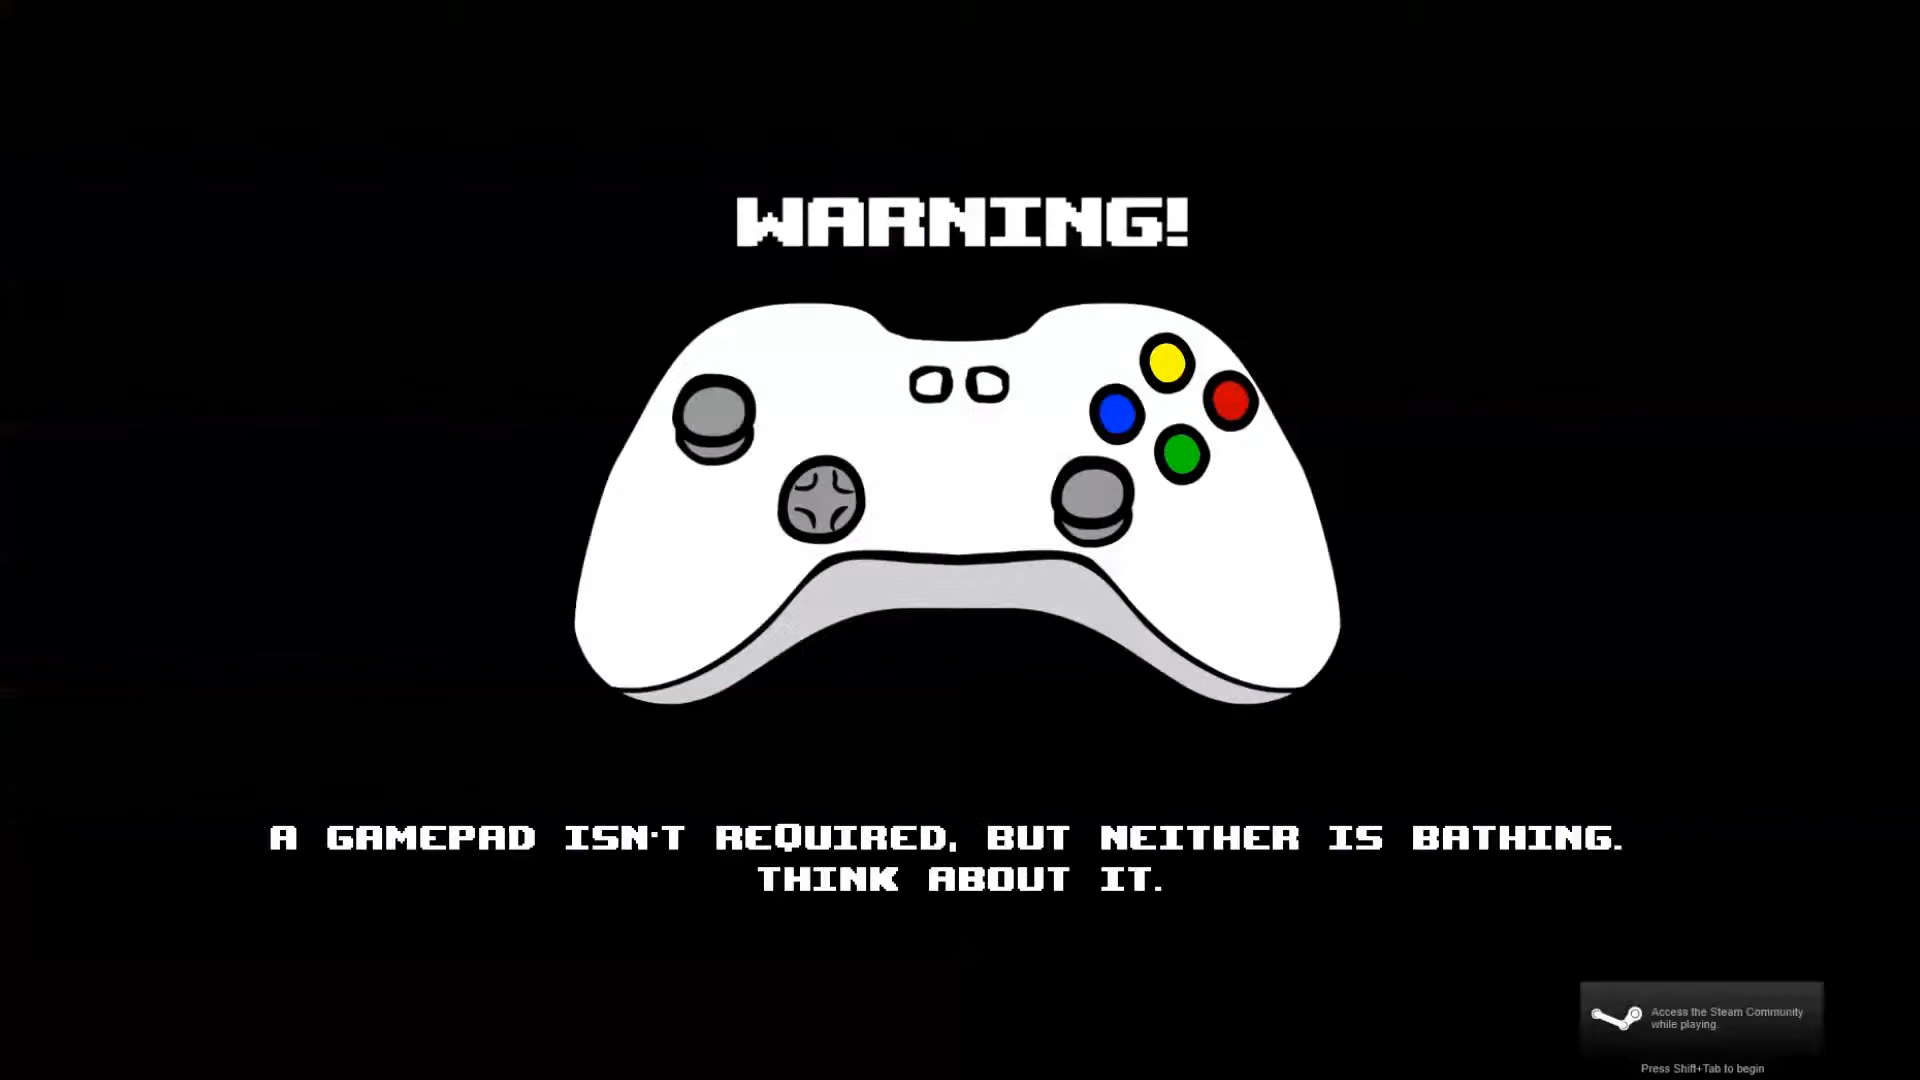 WARNING!
A GAMEPAD ISN'T REQUIRED, BUT NEITHER IS BATHING.
THINK ABOUT IT.
Access the Steam Community
while playing.
Press Shift+Tab to begin